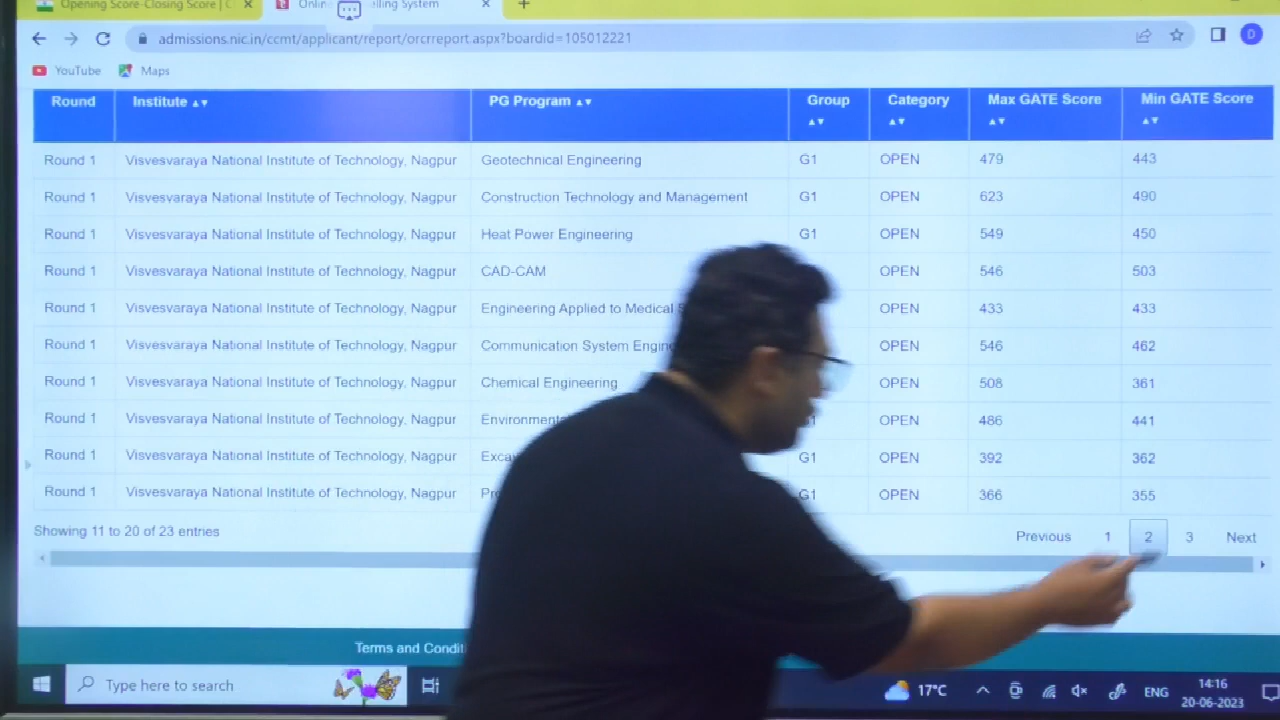 Opening Score-Closing Score | C
Onlin elling System
admissions.nic.in/ccmt/applicant/report/orcrreport.aspx?boardid=105012221
D
YouTube Maps
Round Institute PG Program Group Category Max GATE Score Min GATE Score
Round 1 Visvesvaraya National Institute of Technology, Nagpur Geotechnical Engineering G1 OPEN 479 443
Round 1 Visvesvaraya National Institute of Technology, Nagpur Construction Technology and Management G1 OPEN 623 490
Round 1 Visvesvaraya National Institute of Technology, Nagpur Heat Power Engineering G1 OPEN 549 450
Round 1 Visvesvaraya National Institute of Technology, Nagpur CAD-CAM OPEN 546 503
Round 1 Visvesvaraya National Institute of Technology, Nagpur Engineering Applied to Medical S OPEN 433 433
Round 1 Visvesvaraya National Institute of Technology, Nagpur Communication System Engin OPEN 546 462
Round 1 Visvesvaraya National Institute of Technology, Nagpur Chemical Engineering OPEN 508 361
Round 1 Visvesvaraya National Institute of Technology, Nagpur Environmenta OPEN 486 441
Round 1 Visvesvaraya National Institute of Technology, Nagpur Exca G1 OPEN 392 362
Round 1 Visvesvaraya National Institute of Technology, Nagpur Pro G1 OPEN 366 355
Showing 11 to 20 of 23 entries Previous 1 2 3 Next
Terms and Condit
Type here to search 17°C ENG 14:16
20-06-2023